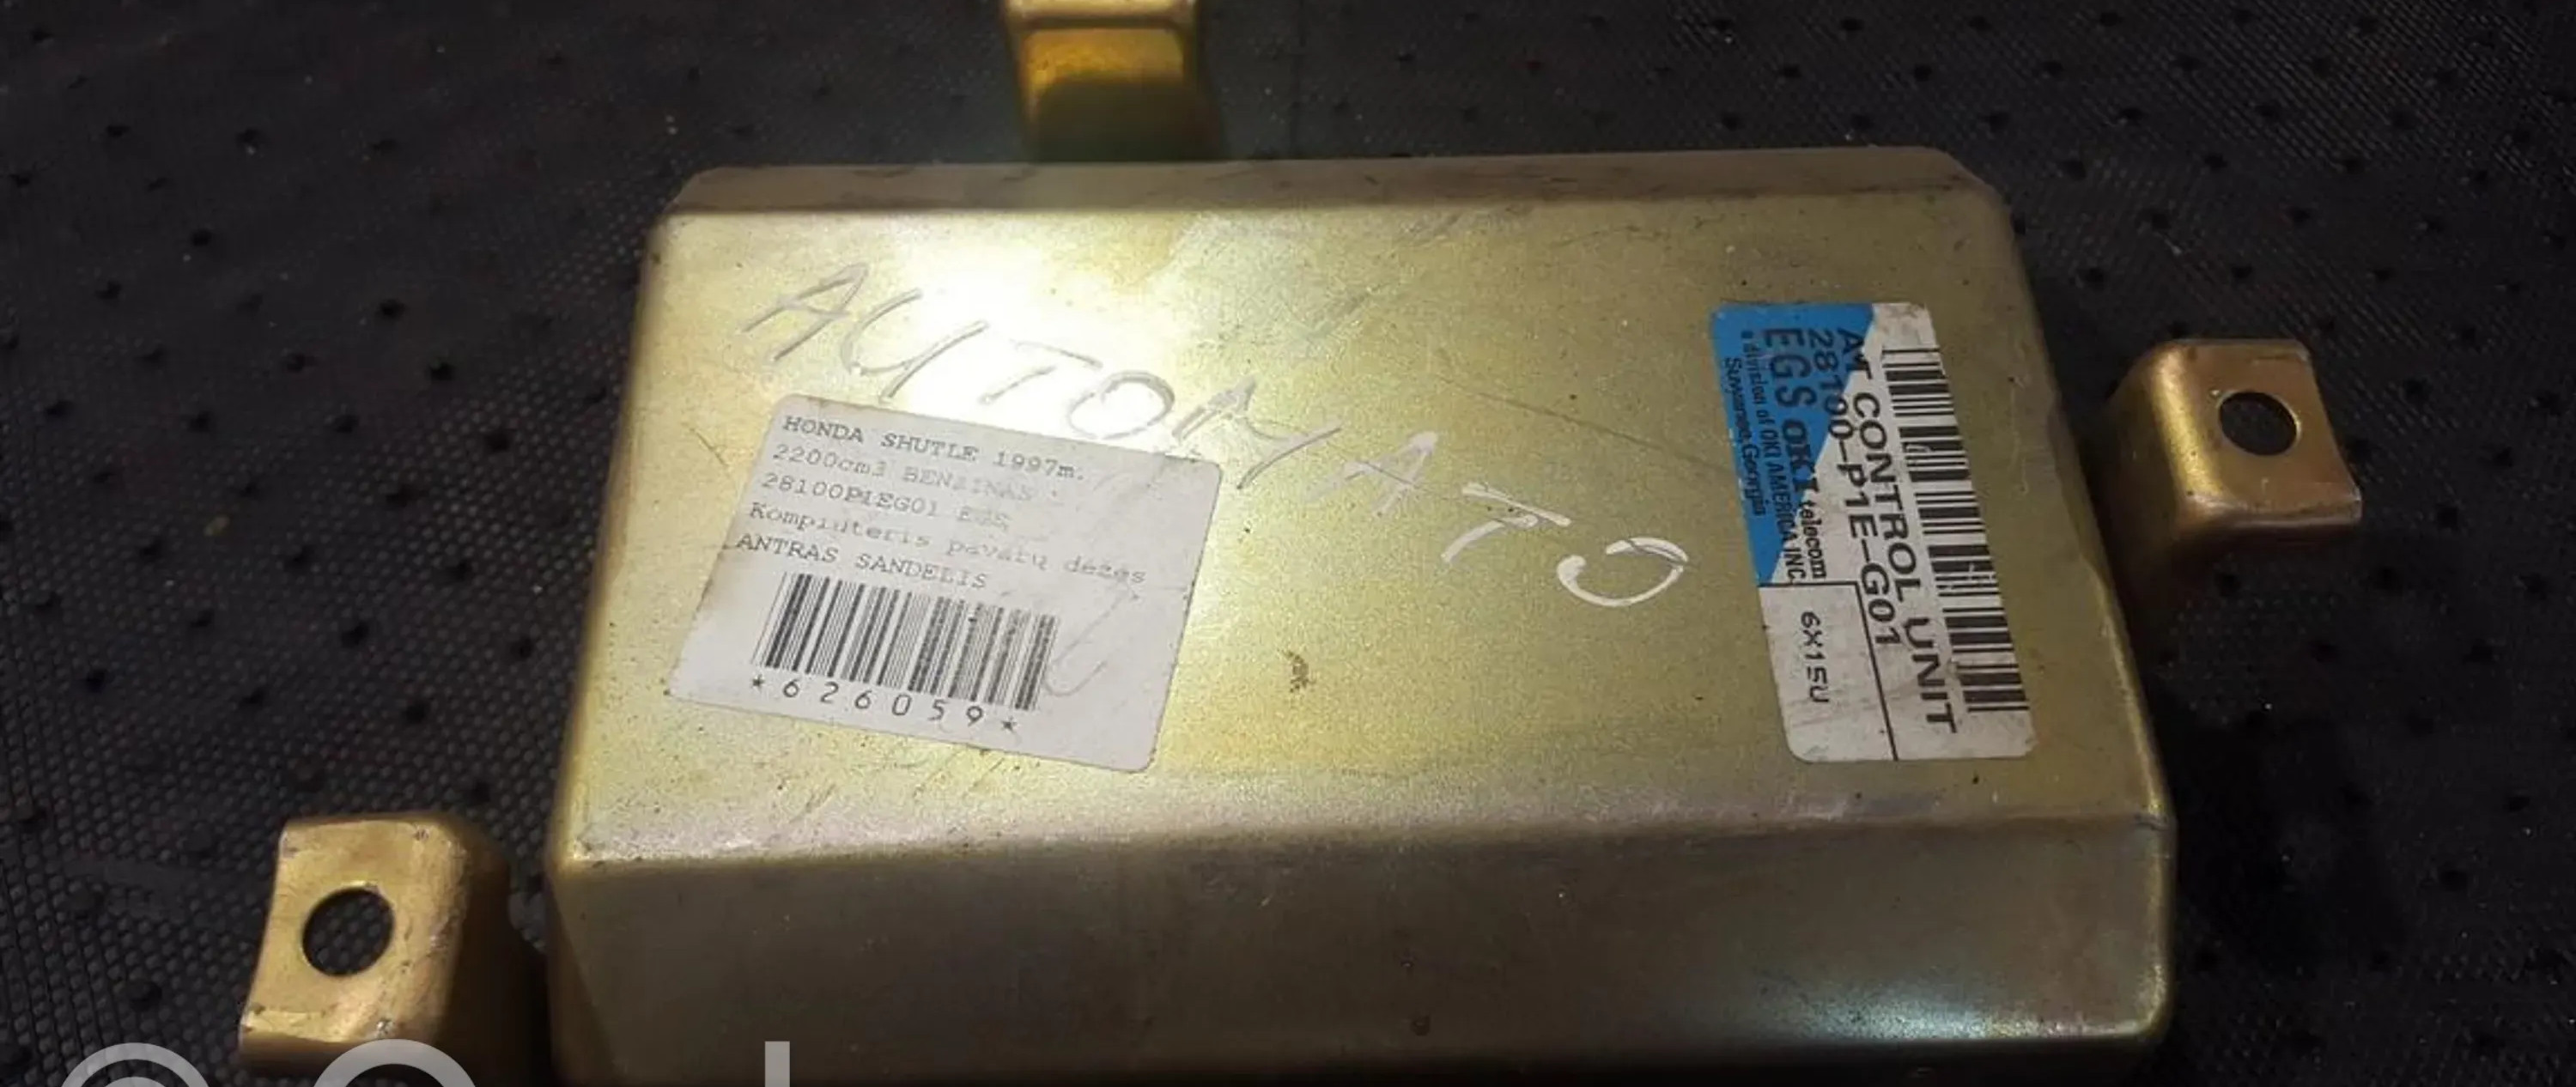 AUTOMATO
HONDA SHUTLE 1997m.
2200cm3 BENZINAS
28100P1EG01 EGS
Kompiuteris pavarų dėžės
ANTRAS SANDELIS
*626059*
A/T CONTROL UNIT
28100-P1E-G01
EGS OKI telecom
a division of OKI AMERICA INC.
Suwanee, Georgia
6X15U